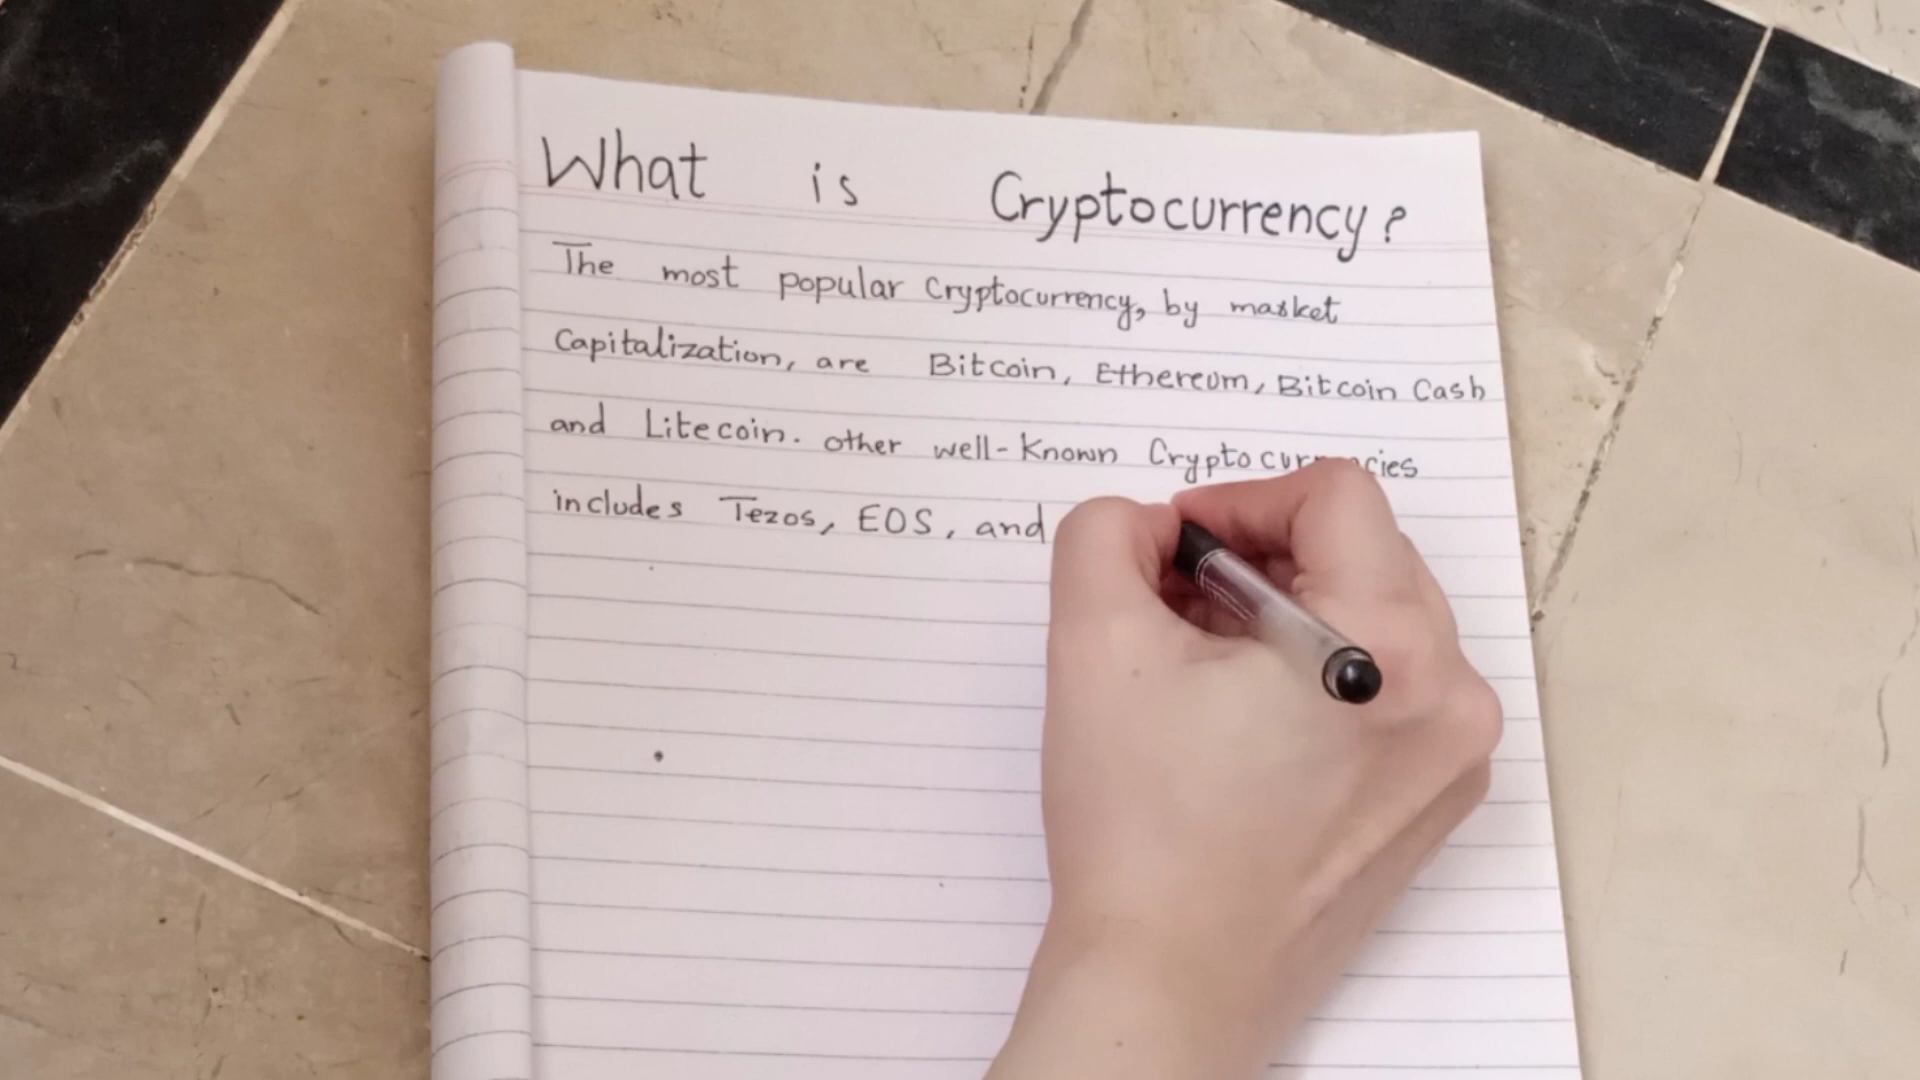 What is Cryptocurrency?
The most popular Cryptocurrency, by market
Capitalization, are Bitcoin, Ethereum, Bitcoin Cash
and Litecoin. other well-Known
includes Tezos, EOS, and